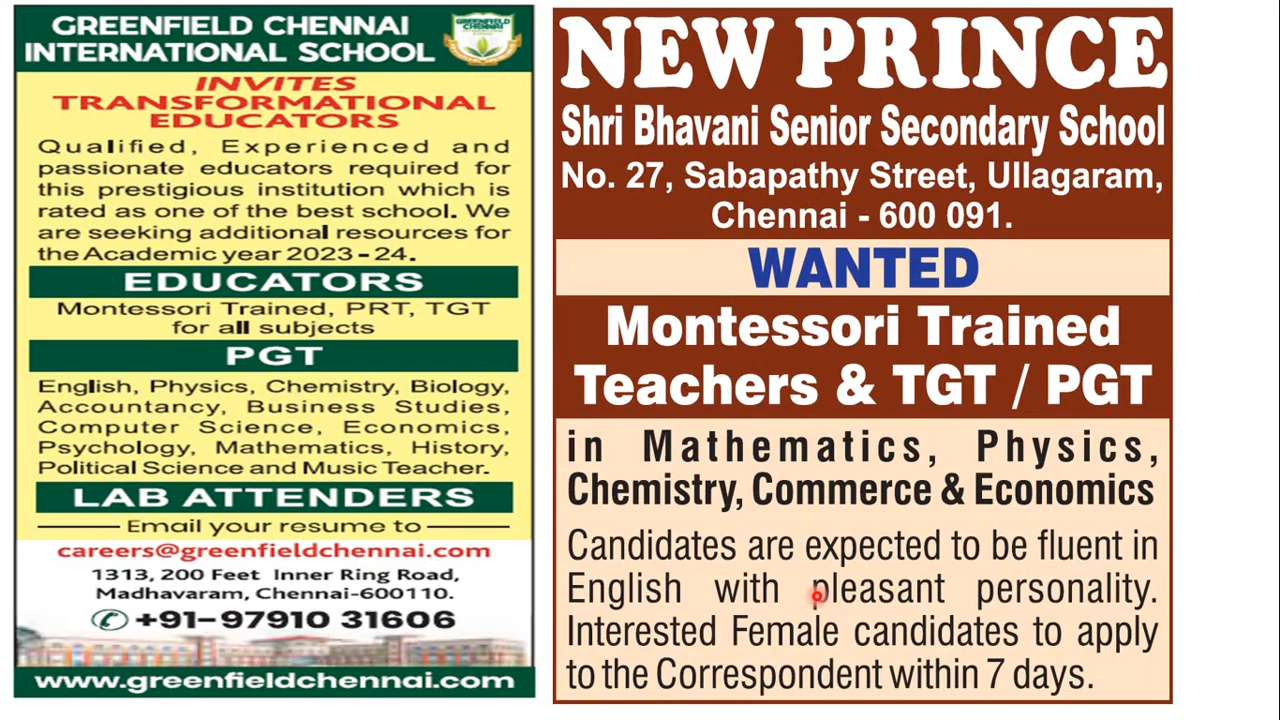 GREENFIELD CHENNAI
INTERNATIONAL SCHOOL
GREENFIELD
CHENNAI
INVITES
TRANSFORMATIONAL
EDUCATORS
Qualified, Experienced and
passionate educators required for
this prestigious institution which is
rated as one of the best school. We
are seeking additional resources for
the Academic year 2023 - 24.
EDUCATORS
Montessori Trained, PRT, TGT
for all subjects
PGT
English, Physics, Chemistry, Biology,
Accountancy, Business Studies,
Computer Science, Economics,
Psychology, Mathematics, History,
Political Science and Music Teacher.
LAB ATTENDERS
Email your resume to
careers@greenfieldchennai.com
1313, 200 Feet Inner Ring Road,
Madhavaram, Chennai-600110.
+91-97910 31606
www.greenfieldchennai.com
NEW PRINCE
Shri Bhavani Senior Secondary School
No. 27, Sabapathy Street, Ullagaram,
Chennai - 600 091.
WANTED
Montessori Trained
Teachers & TGT / PGT
in Mathematics, Physics,
Chemistry, Commerce & Economics
Candidates are expected to be fluent in
English with pleasant personality.
Interested Female candidates to apply
to the Correspondent within 7 days.